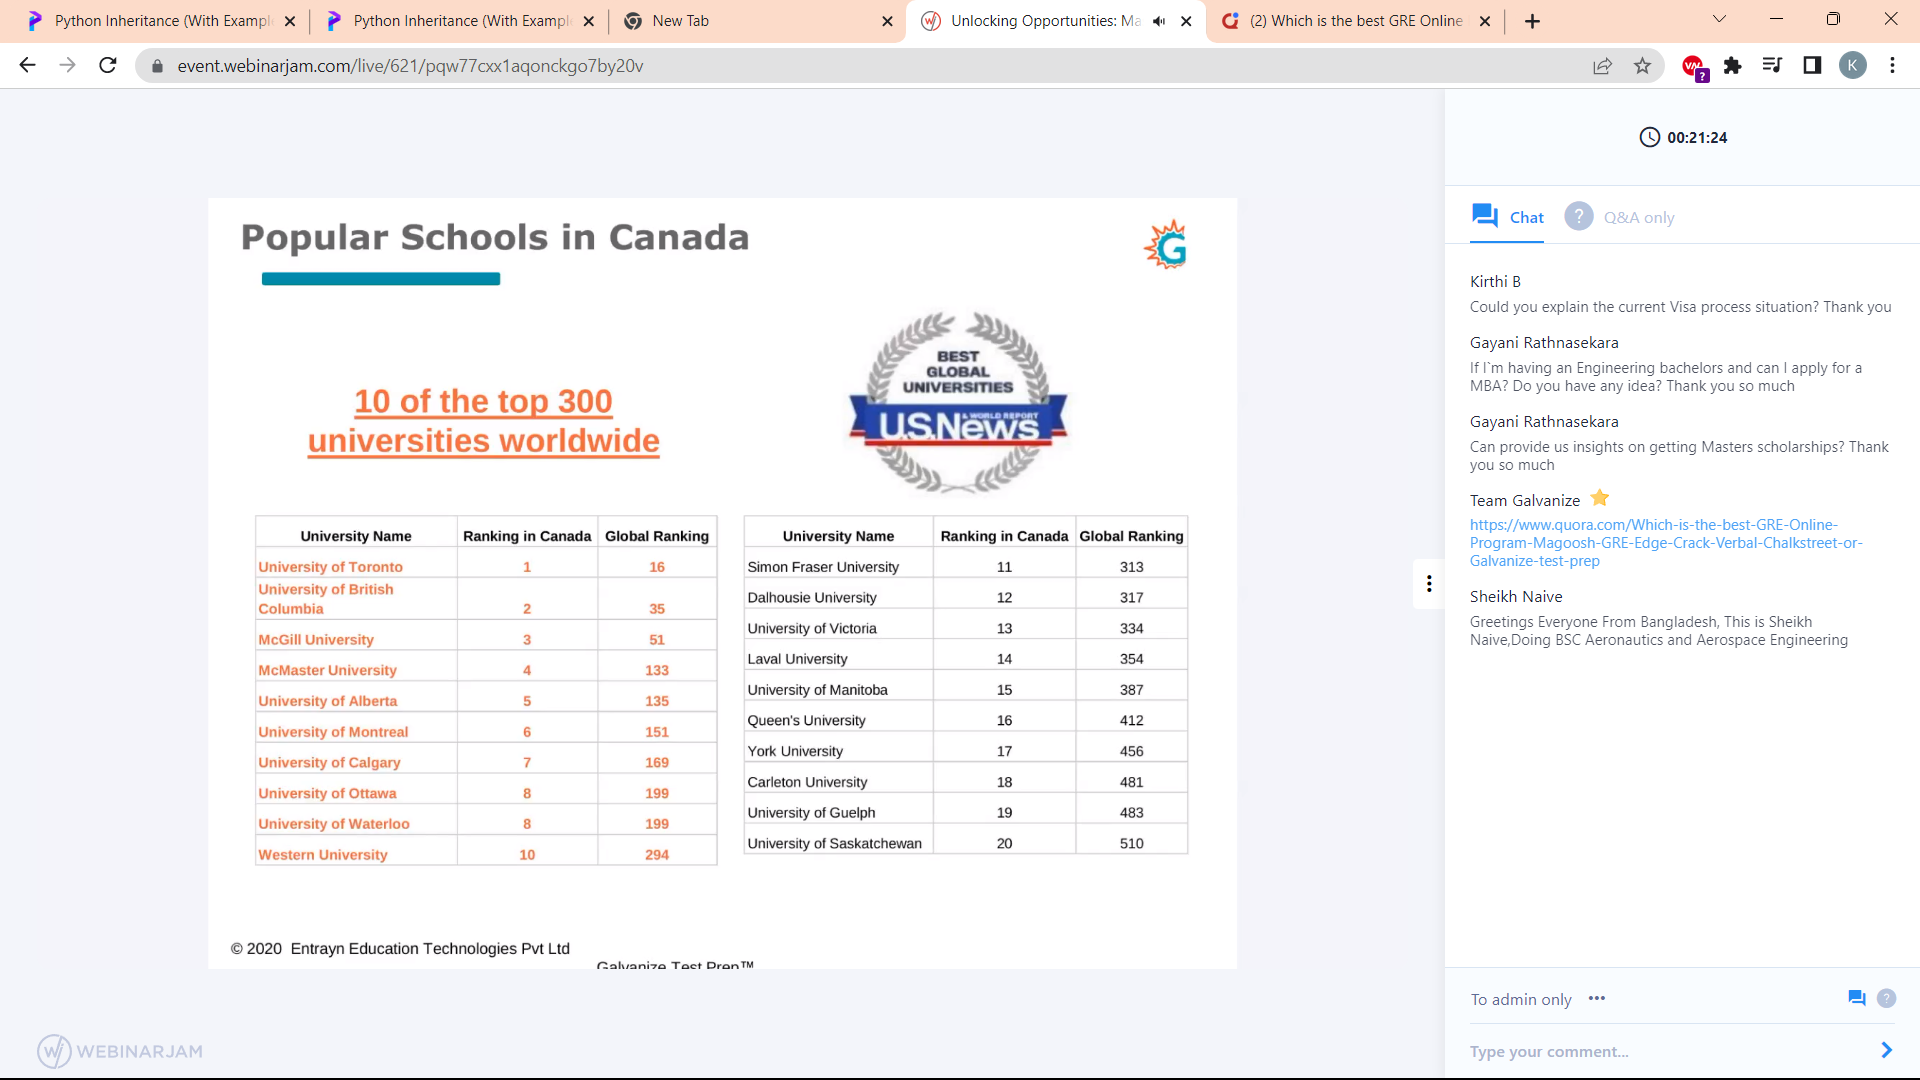 Python Inheritance (With Exampl
Python Inheritance (With Exampl
New Tab
Unlocking Opportunities: Ma
(2) Which is the best GRE Online
event.webinarjam.com/live/621/pqw77cxx1aqonckgo7by20v
K
00:21:24
Chat
? Q&A only
Popular Schools in Canada
G
10 of the top 300
universities worldwide
BEST
GLOBAL
UNIVERSITIES
U.S.News
& WORLD REPORT
University Name Ranking in Canada Global Ranking
University of Toronto 1 16
University of British
Columbia 2 35
McGill University 3 51
McMaster University 4 133
University of Alberta 5 135
University of Montreal 6 151
University of Calgary 7 169
University of Ottawa 8 199
University of Waterloo 8 199
Western University 10 294
University Name Ranking in Canada Global Ranking
Simon Fraser University 11 313
Dalhousie University 12 317
University of Victoria 13 334
Laval University 14 354
University of Manitoba 15 387
Queen's University 16 412
York University 17 456
Carleton University 18 481
University of Guelph 19 483
University of Saskatchewan 20 510
© 2020 Entrayn Education Technologies Pvt Ltd
Galvanize Test Prep™
WEBINARJAM
Kirthi B
Could you explain the current Visa process situation? Thank you
Gayani Rathnasekara
If I`m having an Engineering bachelors and can I apply for a
MBA? Do you have any idea? Thank you so much
Gayani Rathnasekara
Can provide us insights on getting Masters scholarships? Thank
you so much
Team Galvanize
https://www.quora.com/Which-is-the-best-GRE-Online-
Program-Magoosh-GRE-Edge-Crack-Verbal-Chalkstreet-or-
Galvanize-test-prep
Sheikh Naive
Greetings Everyone From Bangladesh, This is Sheikh
Naive,Doing BSC Aeronautics and Aerospace Engineering
To admin only
Type your comment...